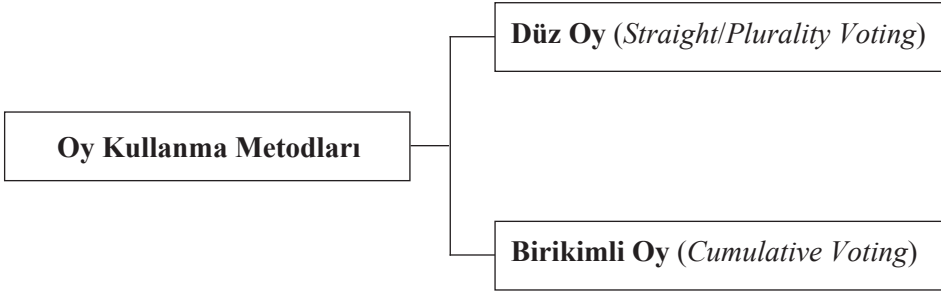 Düz Oy (Straight/Plurality Voting)
Oy Kullanma Metodları
Birikimli Oy (Cumulative Voting)